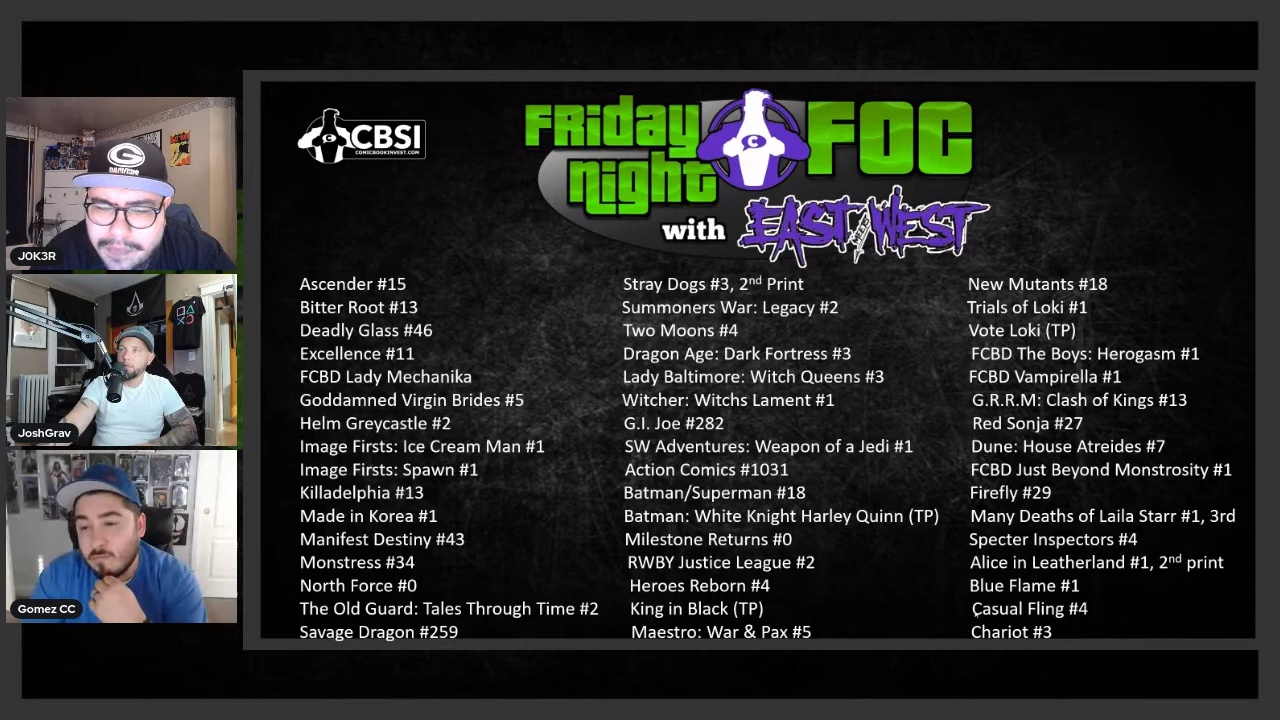 J0K3R
JoshGrav
Gomez CC
CBSI
COMICBOOKINVEST.COM
FRiday night FOC
with EAST WEST
Ascender #15
Bitter Root #13
Deadly Glass #46
Excellence #11
FCBD Lady Mechanika
Goddamned Virgin Brides #5
Helm Greycastle #2
Image Firsts: Ice Cream Man #1
Image Firsts: Spawn #1
Killadelphia #13
Made in Korea #1
Manifest Destiny #43
Monstress #34
North Force #0
The Old Guard: Tales Through Time #2
Savage Dragon #259
Stray Dogs #3, 2nd Print
Summoners War: Legacy #2
Two Moons #4
Dragon Age: Dark Fortress #3
Lady Baltimore: Witch Queens #3
Witcher: Witchs Lament #1
G.I. Joe #282
SW Adventures: Weapon of a Jedi #1
Action Comics #1031
Batman/Superman #18
Batman: White Knight Harley Quinn (TP)
Milestone Returns #0
RWBY Justice League #2
Heroes Reborn #4
King in Black (TP)
Maestro: War & Pax #5
New Mutants #18
Trials of Loki #1
Vote Loki (TP)
FCBD The Boys: Herogasm #1
FCBD Vampirella #1
G.R.R.M: Clash of Kings #13
Red Sonja #27
Dune: House Atreides #7
FCBD Just Beyond Monstrosity #1
Firefly #29
Many Deaths of Laila Starr #1, 3rd
Specter Inspectors #4
Alice in Leatherland #1, 2nd print
Blue Flame #1
Casual Fling #4
Chariot #3